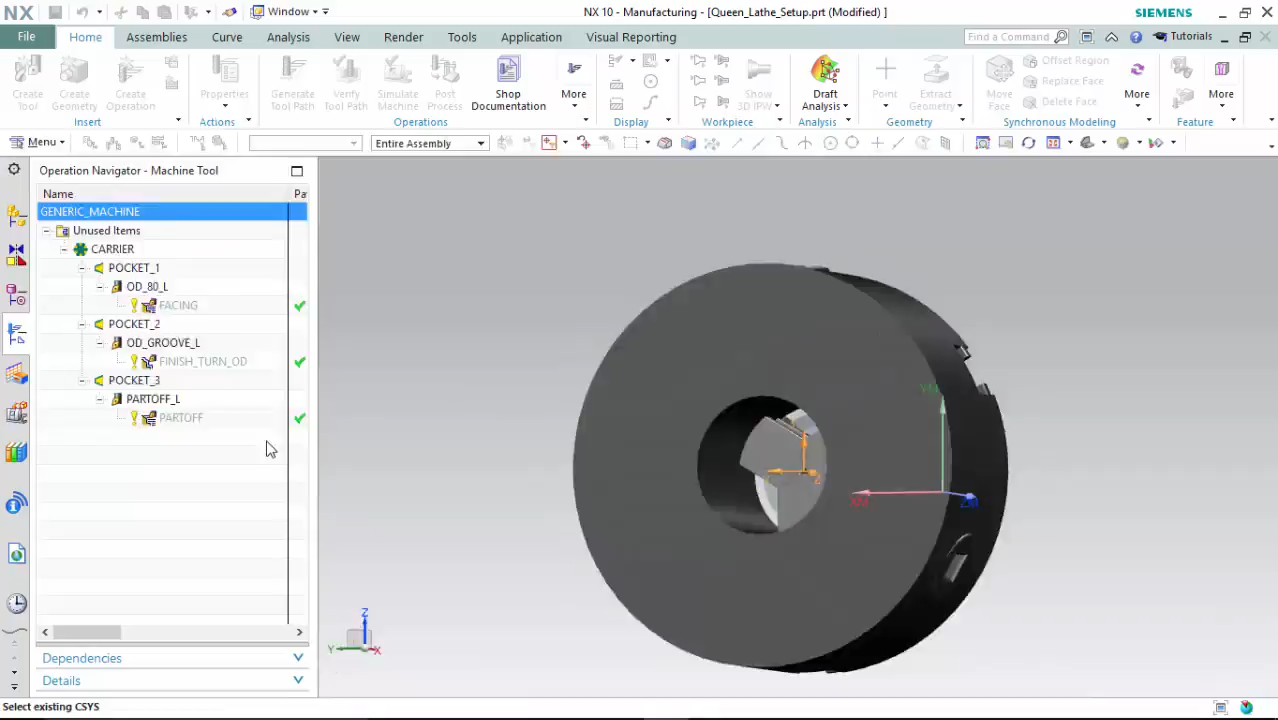 NX Window NX 10 - Manufacturing - [Queen_Lathe_Setup.prt (Modified) ] SIEMENS
File Home Assemblies Curve Analysis View Render Tools Application Visual Reporting Find a Command Tutorials
Create Tool Create Geometry Create Operation Properties Generate Tool Path Verify Tool Path Simulate Machine Post Process Shop Documentation More Show 3D IPW Draft Analysis Point Extract Geometry Move Face Offset Region Replace Face Delete Face More More
Insert Actions Operations Display Workpiece Analysis Geometry Synchronous Modeling Feature
Menu Entire Assembly
Operation Navigator - Machine Tool
Name Pa
GENERIC_MACHINE
Unused Items
CARRIER
POCKET_1
OD_80_L
FACING
POCKET_2
OD_GROOVE_L
FINISH_TURN_OD
POCKET_3
PARTOFF_L
PARTOFF
YM
XM
ZM
Z
Y X
Dependencies
Details
Select existing CSYS